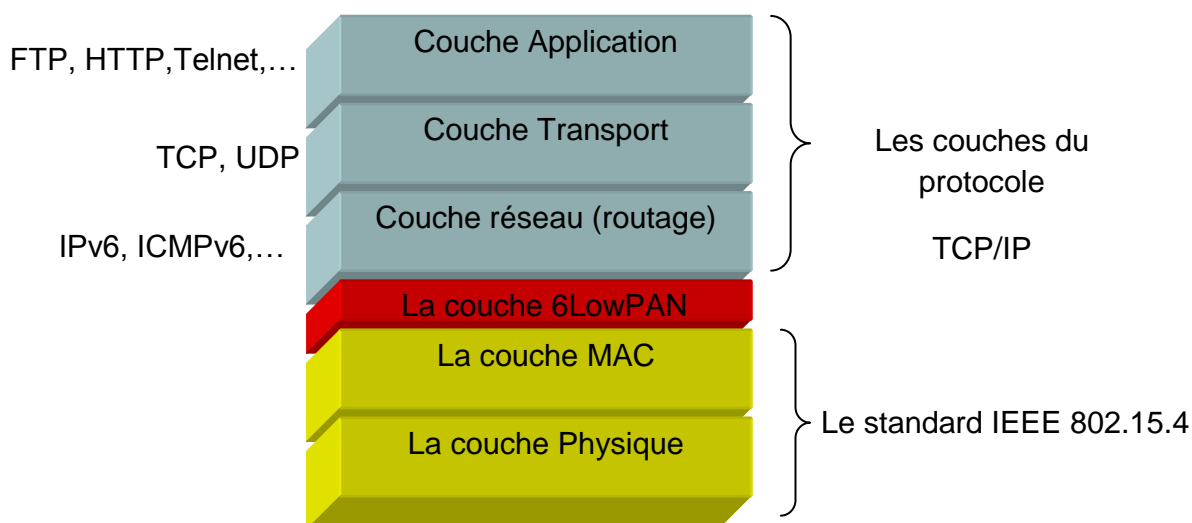 Couche Application
FTP, HTTP,Telnet,…
Couche Transport
TCP, UDP
Les couches du
protocole
TCP/IP
Couche réseau (routage)
IPv6, ICMPv6,…
La couche 6LowPAN
La couche MAC
La couche Physique
Le standard IEEE 802.15.4